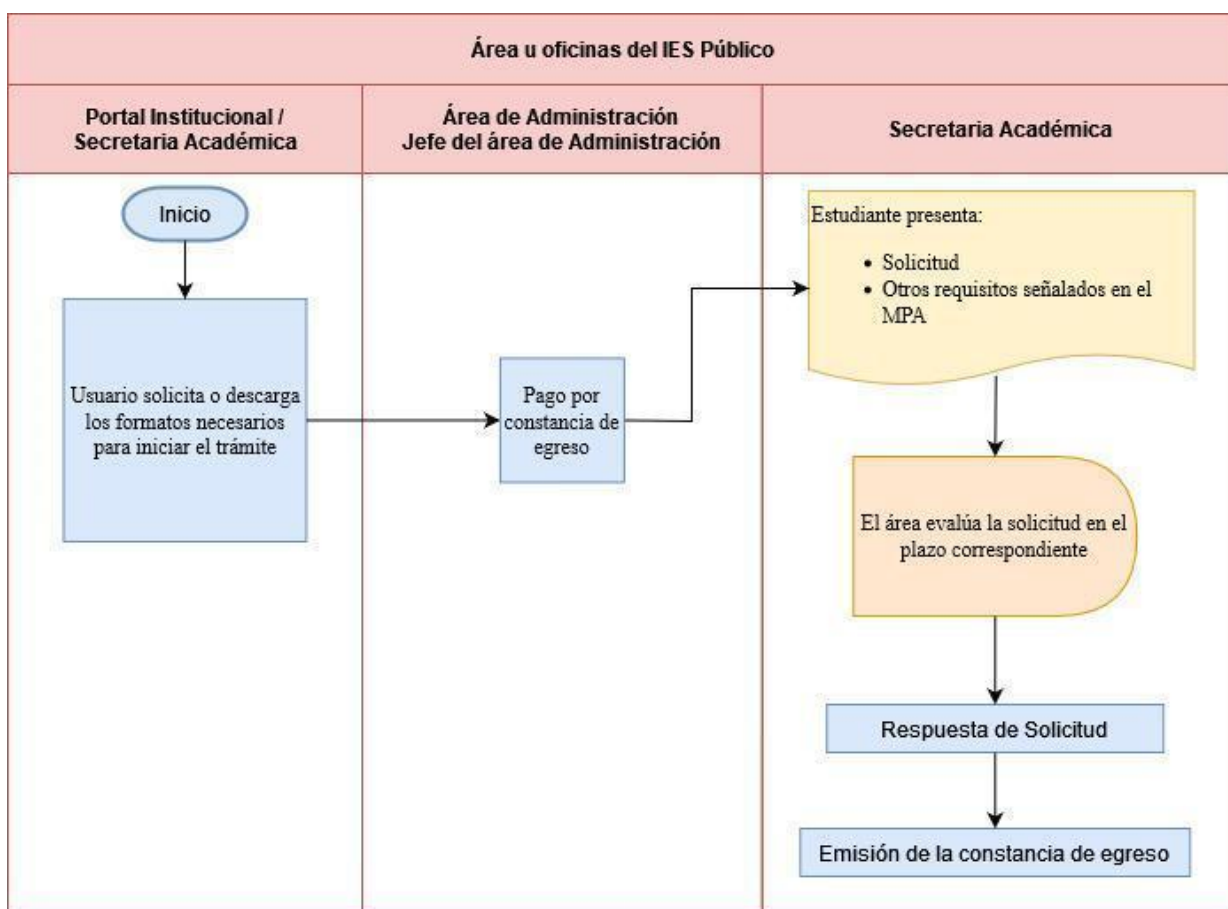 Área u oficinas del IES Público
Portal Institucional /
Secretaria Académica
Área de Administración
Jefe del área de Administración
Secretaria Académica
Inicio
Usuario solicita o descarga
los formatos necesarios
para iniciar el trámite
Pago por
constancia de
egreso
Estudiante presenta:
• Solicitud
• Otros requisitos señalados en el
MPA
El área evalúa la solicitud en el
plazo correspondiente
Respuesta de Solicitud
Emisión de la constancia de egreso